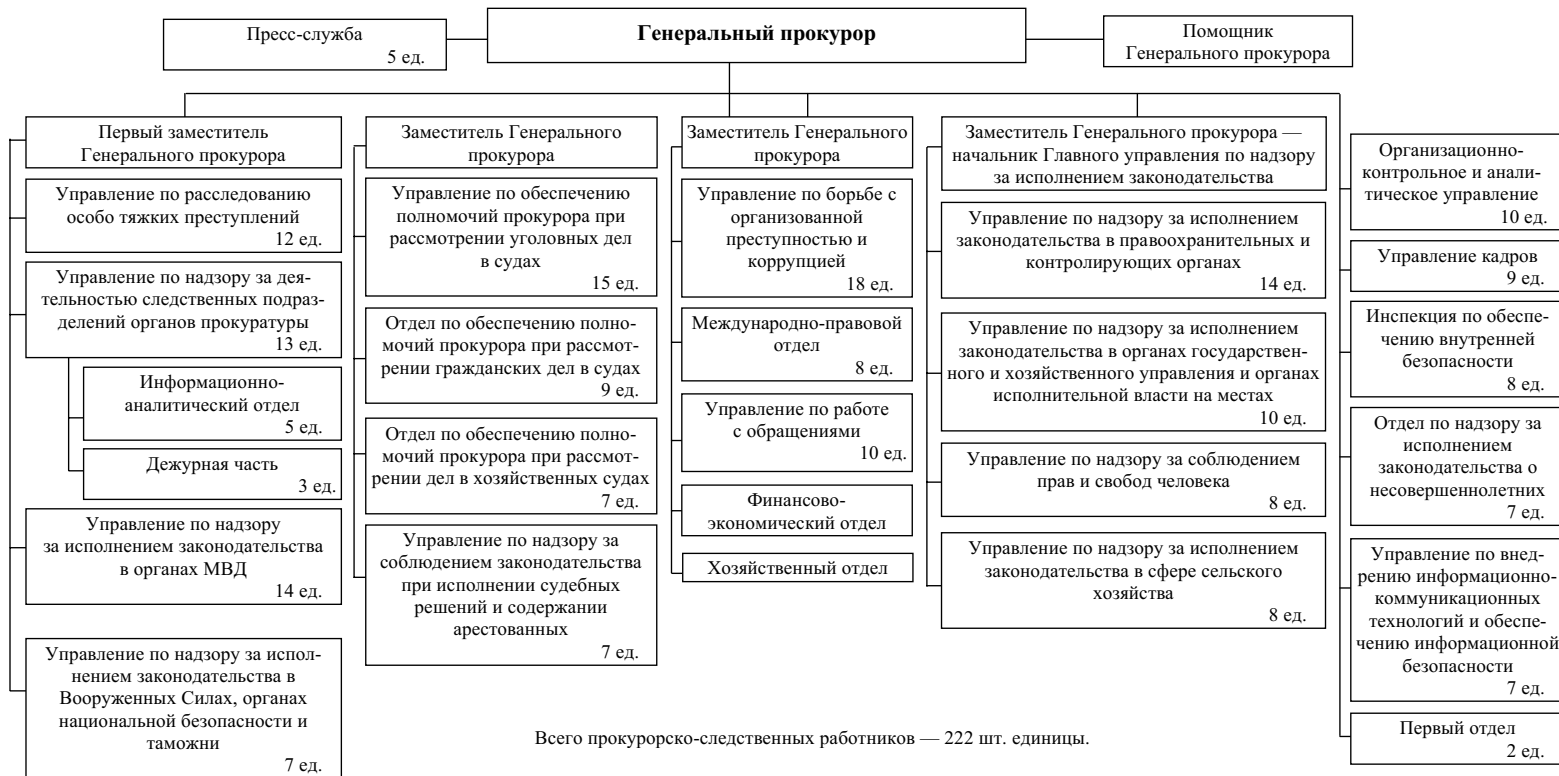 Пресс-служба
5 ед.
Генеральный прокурор
Помощник
Генерального прокурора
Первый заместитель
Генерального прокурора
Управление по расследованию
особо тяжких преступлений
12 ед.
Управление по надзору за дея-
тельностью следственных подраз-
делений органов прокуратуры
13 ед.
Информационно-
аналитический отдел
5 ед.
Дежурная часть
3 ед.
Управление по надзору
за исполнением законодательства
в органах МВД
14 ед.
Управление по надзору за испол-
нением законодательства в
Вооруженных Силах, органах
национальной безопасности и
таможни
7 ед.
Заместитель Генерального
прокурора
Управление по обеспечению
полномочий прокурора при
рассмотрении уголовных дел
в судах
15 ед.
Отдел по обеспечению полно-
мочий прокурора при рассмот-
рении гражданских дел в судах
9 ед.
Отдел по обеспечению полно-
мочий прокурора при рассмот-
рении дел в хозяйственных судах
7 ед.
Управление по надзору за
соблюдением законодательства
при исполнении судебных
решений и содержании
арестованных
7 ед.
Заместитель Генерального
прокурора
Управление по борьбе с
организованной
преступностью и
коррупцией
18 ед.
Международно-правовой
отдел
8 ед.
Управление по работе
с обращениями
10 ед.
Финансово-
экономический отдел
Хозяйственный отдел
Заместитель Генерального прокурора —
начальник Главного управления по надзору
за исполнением законодательства
Управление по надзору за исполнением
законодательства в правоохранительных и
контролирующих органах
14 ед.
Управление по надзору за исполнением
законодательства в органах государствен-
ного и хозяйственного управления и органах
исполнительной власти на местах
10 ед.
Управление по надзору за соблюдением
прав и свобод человека
8 ед.
Управление по надзору за исполнением
законодательства в сфере сельского
хозяйства
8 ед.
Организационно-
контрольное и анали-
тическое управление
10 ед.
Управление кадров
9 ед.
Инспекция по обеспе-
чению внутренней
безопасности
8 ед.
Отдел по надзору за
исполнением
законодательства о
несовершеннолетних
7 ед.
Управление по внед-
рению информационно-
коммуникационных
технологий и обеспе-
чению информационной
безопасности
7 ед.
Первый отдел
2 ед.
Всего прокурорско-следственных работников — 222 шт. единицы.